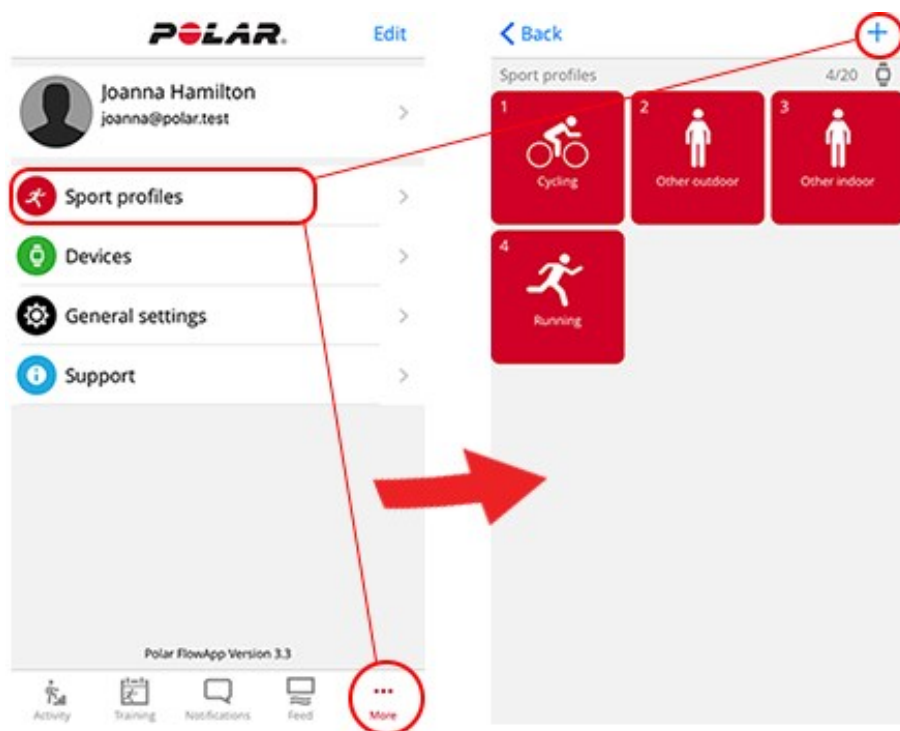 POLAR.
Edit
Joanna Hamilton
joanna@polar.test
Sport profiles
Devices
General settings
Support
Polar FlowApp Version 3.3
Activity
Training
Notifications
Feed
More
Back
Sport profiles
4/20
1
Cycling
2
Other outdoor
3
Other indoor
4
Running